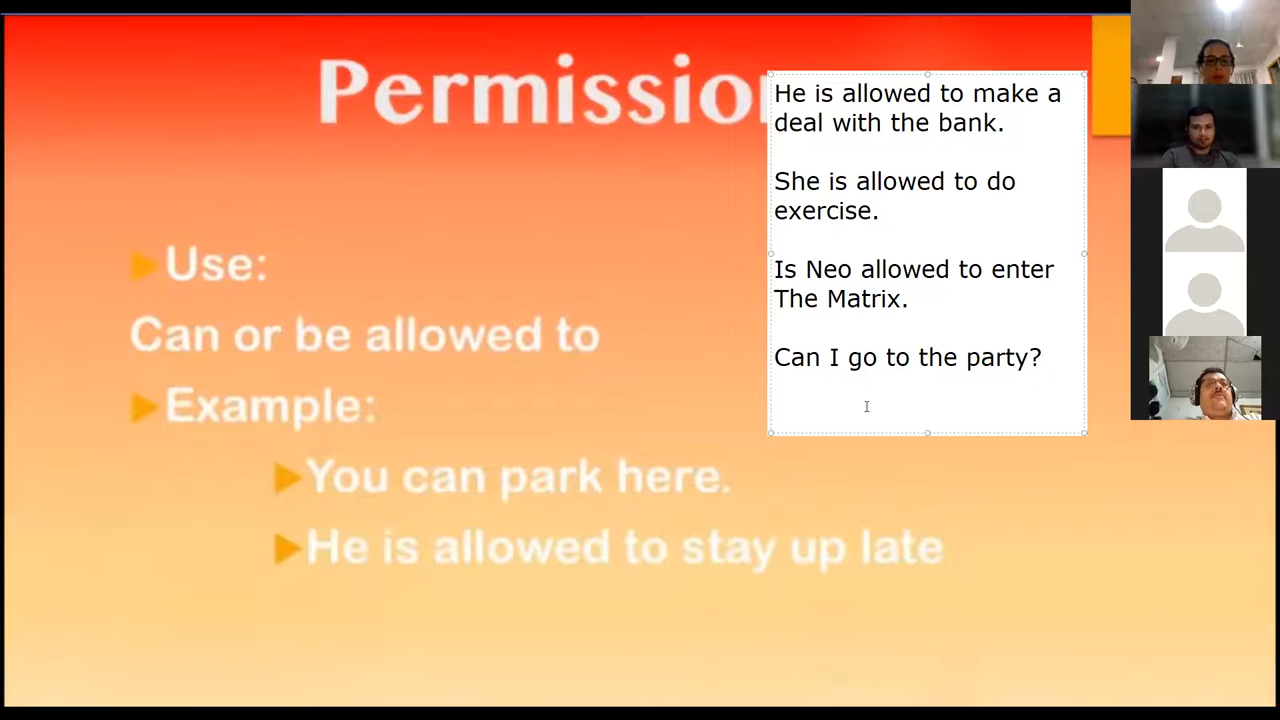 Permission
He is allowed to make a
deal with the bank.
She is allowed to do
exercise.
Is Neo allowed to enter
The Matrix.
Can I go to the party?
Use:
Can or be allowed to
Example:
You can park here.
He is allowed to stay up late